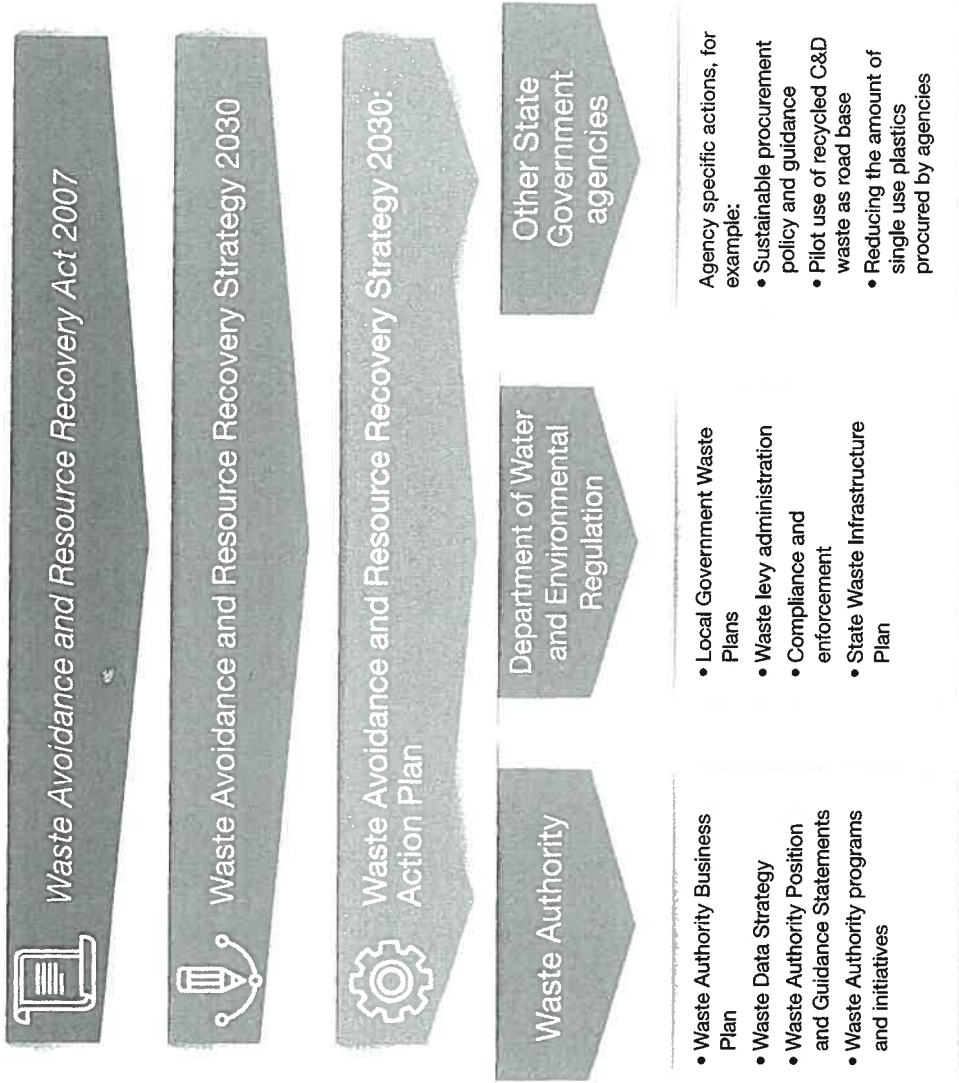 Waste Avoidance and Resource Recovery Act 2007
Waste Avoidance and Resource Recovery Strategy 2030
Waste Avoidance and Resource Recovery Strategy 2030:
Action Plan
Waste Authority
• Waste Authority Business
Plan
• Waste Data Strategy
• Waste Authority Position
and Guidance Statements
• Waste Authority programs
and initiatives
Department of Water
and Environmental
Regulation
• Local Government Waste
Plans
• Waste levy administration
• Compliance and
enforcement
• State Waste Infrastructure
Plan
Other State
Government
agencies
Agency specific actions, for
example:
• Sustainable procurement
policy and guidance
• Pilot use of recycled C&D
waste as road base
• Reducing the amount of
single use plastics
procured by agencies